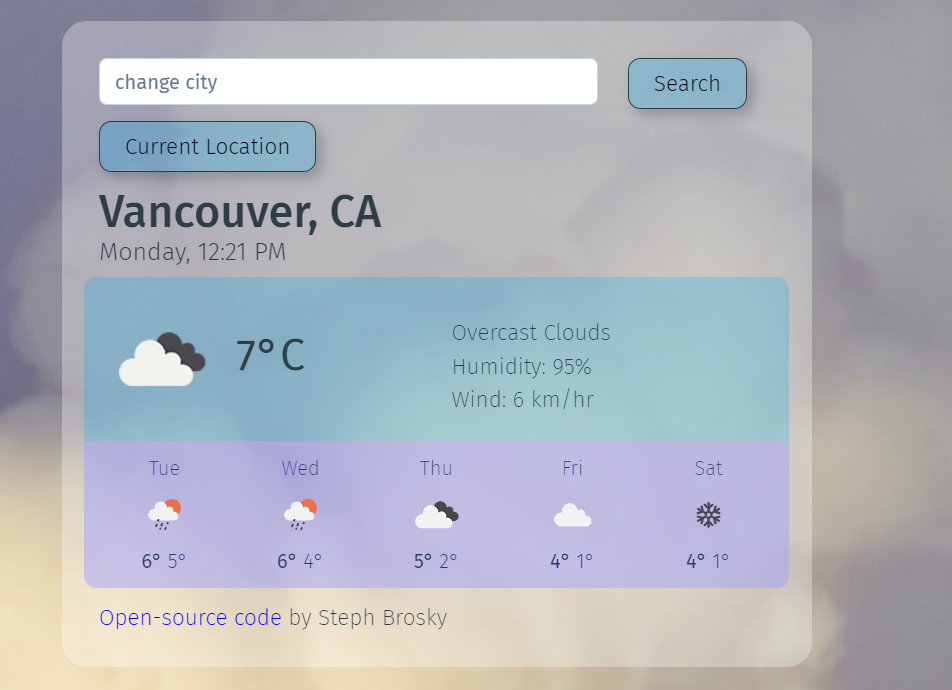 change city
Search
Current Location
Vancouver, CA
Monday, 12:21 PM
7°C
Overcast Clouds
Humidity: 95%
Wind: 6 km/hr
Tue Wed Thu Fri Sat
6° 5° 6° 4° 5° 2° 4° 1° 4° 1°
Open-source code by Steph Brosky